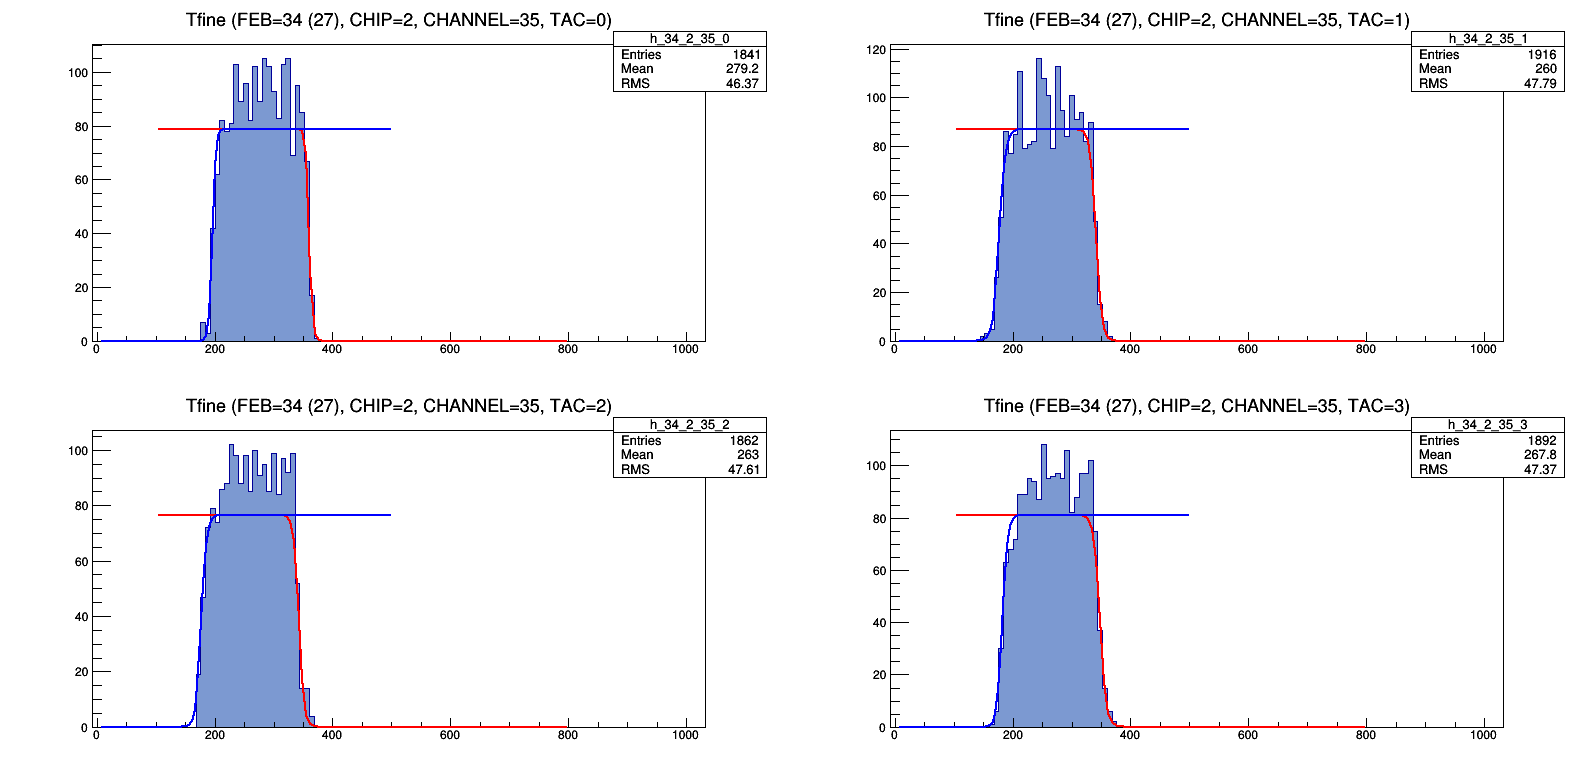 Tfine (FEB=34 (27), CHIP=2, CHANNEL=35, TAC=0)
h_34_2_35_0
Entries 1841
Mean 279.2
RMS 46.37
100
80
60
40
20
0
0 200 400 600 800 1000
Tfine (FEB=34 (27), CHIP=2, CHANNEL=35, TAC=1)
h_34_2_35_1
Entries 1916
Mean 260
RMS 47.79
120
100
80
60
40
20
0
0 200 400 600 800 1000
Tfine (FEB=34 (27), CHIP=2, CHANNEL=35, TAC=2)
h_34_2_35_2
Entries 1862
Mean 263
RMS 47.61
100
80
60
40
20
0
0 200 400 600 800 1000
Tfine (FEB=34 (27), CHIP=2, CHANNEL=35, TAC=3)
h_34_2_35_3
Entries 1892
Mean 267.8
RMS 47.37
100
80
60
40
20
0
0 200 400 600 800 1000